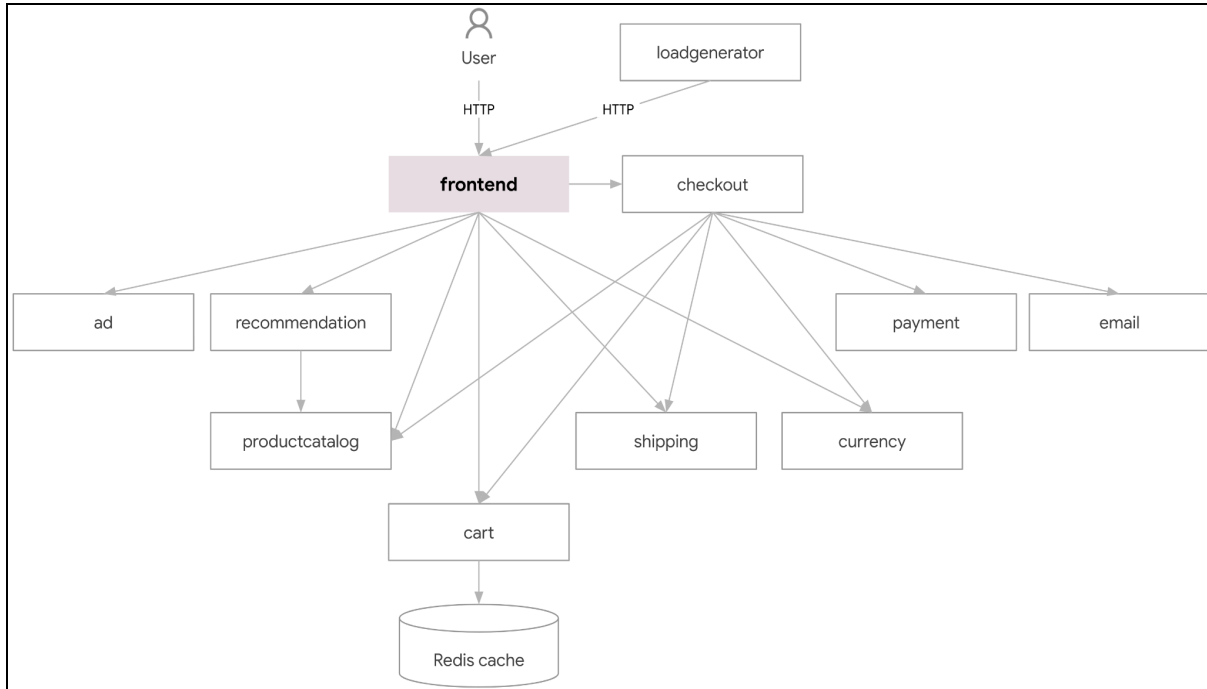 User
loadgenerator
HTTP
HTTP
frontend
checkout
ad
recommendation
payment
email
productcatalog
shipping
currency
cart
Redis cache